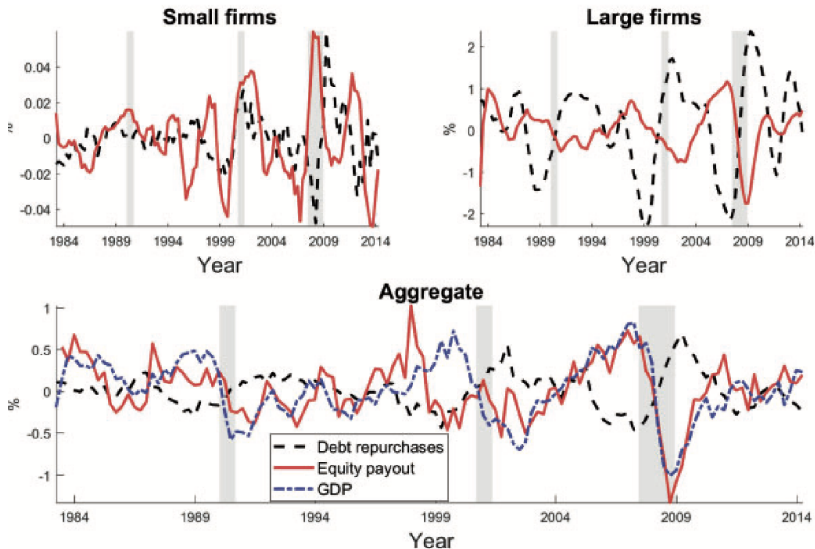 Small firms
0.04
0.02
0
-0.02
-0.04
%
1984 1989 1994 1999 2004 2009 2014
Year
Large firms
2
1
0
-1
-2
%
1984 1989 1994 1999 2004 2009 2014
Year
Aggregate
1
0.5
0
-0.5
-1
%
Debt repurchases
Equity payout
GDP
1984 1989 1994 1999 2004 2009 2014
Year